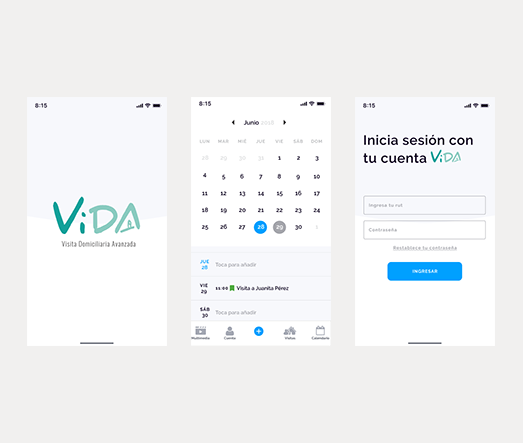 8:15
ViDA
Visita Domiciliaria Avanzada
8:15
Junio 2018
LUN MAR MIÉ JUE VIE SÁB DOM
28 29 30 31 1 2 3
4 5 6 7 8 9 10
11 12 13 14 15 16 17
18 19 20 21 22 23 24
25 26 27 28 29 30 1
JUE 28 Toca para añadir
VIE 29 11:00 Visita a Juanita Pérez
SÁB 30 Toca para añadir
Multimedia Cuenta Visitas Calendario
8:15
Inicia sesión con
tu cuenta ViDA
Ingresa tu rut
Contraseña
Restablece tu contraseña
INGRESAR